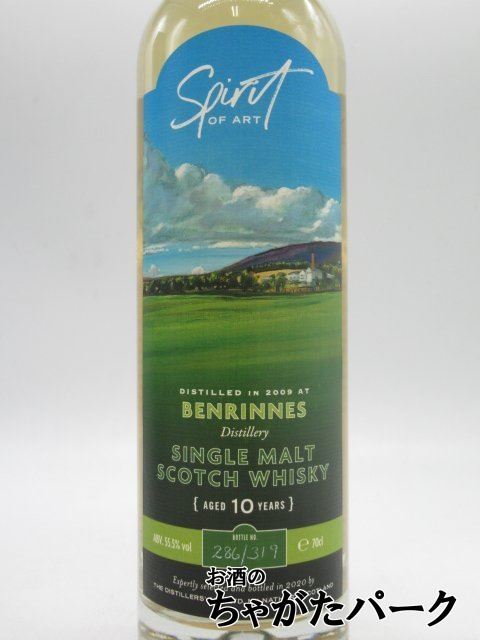 Spirit
OF ART
DISTILLED IN 2009 AT
BENRINNES
Distillery
SINGLE MALT
SCOTCH WHISKY
{ AGED 10 YEARS }
ABV. 55.5% vol
BOTTLE NO.
286/319
℮ 70cl
Expertly and bottled in 2020 by
THE DISTILLERS
お酒の
ちゃがたパーク